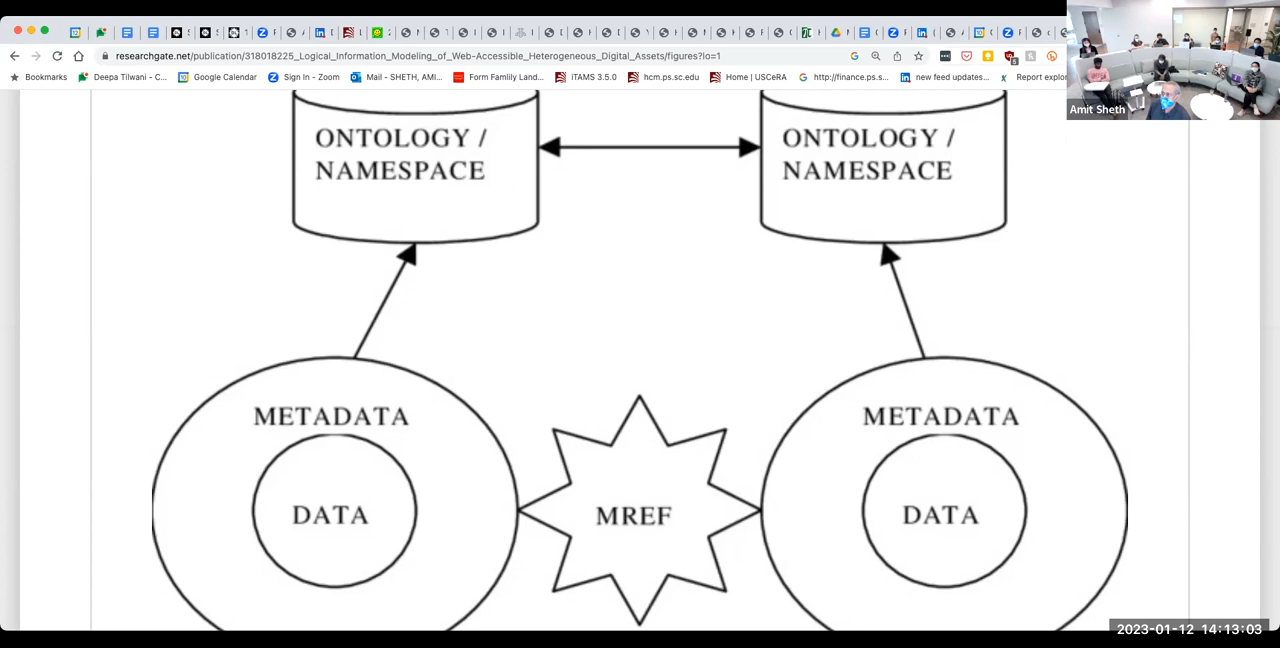 researchgate.net/publication/318018225_Logical_Information_Modeling_of_Web-Accessible_Heterogeneous_Digital_Assets/figures?lo=1
Bookmarks
Deepa Tilwani - C...
Google Calendar
Sign In - Zoom
Mail - SHETH, AMI...
Form Famlily Land...
iTAMS 3.5.0
hcm.ps.sc.edu
Home | USCeRA
http://finance.ps.s...
new feed updates...
Report explor
Amit Sheth
ONTOLOGY /
NAMESPACE
ONTOLOGY /
NAMESPACE
METADATA
DATA
MREF
METADATA
DATA
2023-01-12 14:13:03